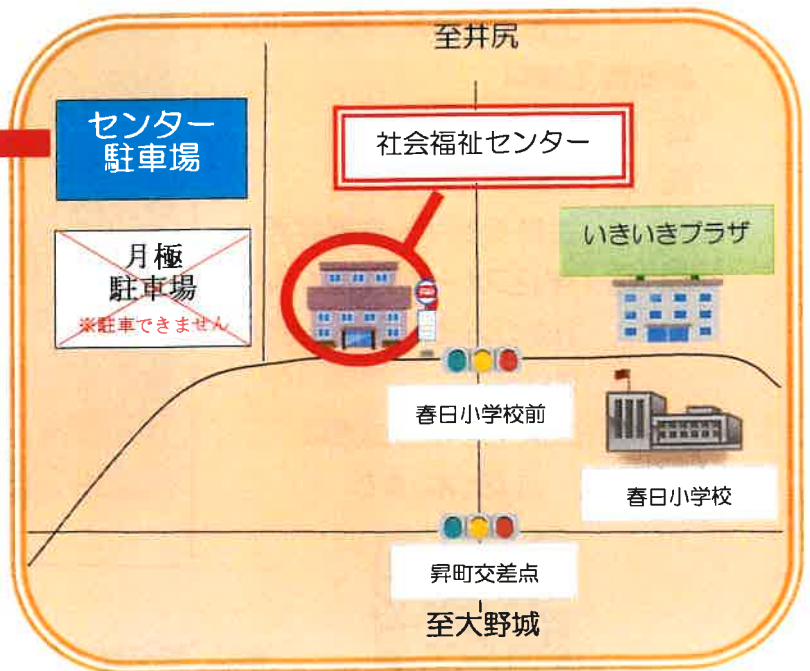 至井尻
センター
駐車場
社会福祉センター
月極
駐車場
※駐車できません
いきいきプラザ
春日小学校前
春日小学校
昇町交差点
至大野城